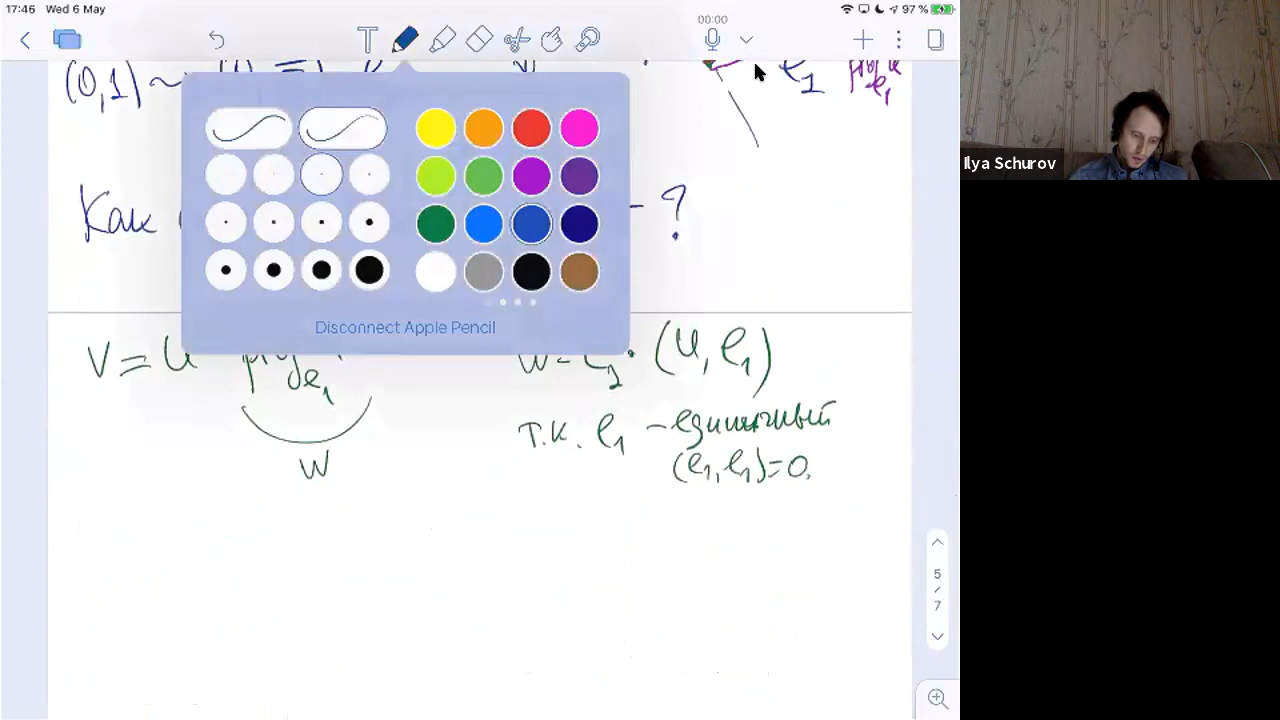 17:46 Wed 6 May
97 %
00:00
(0,1) ~
e₁
Ilya Schurov
Как
- ?
Disconnect Apple Pencil
V = u
e₁
(u, e₁)
т.к. e₁ - единичный
W
(e₁, e₁) = 0.
5
/
7